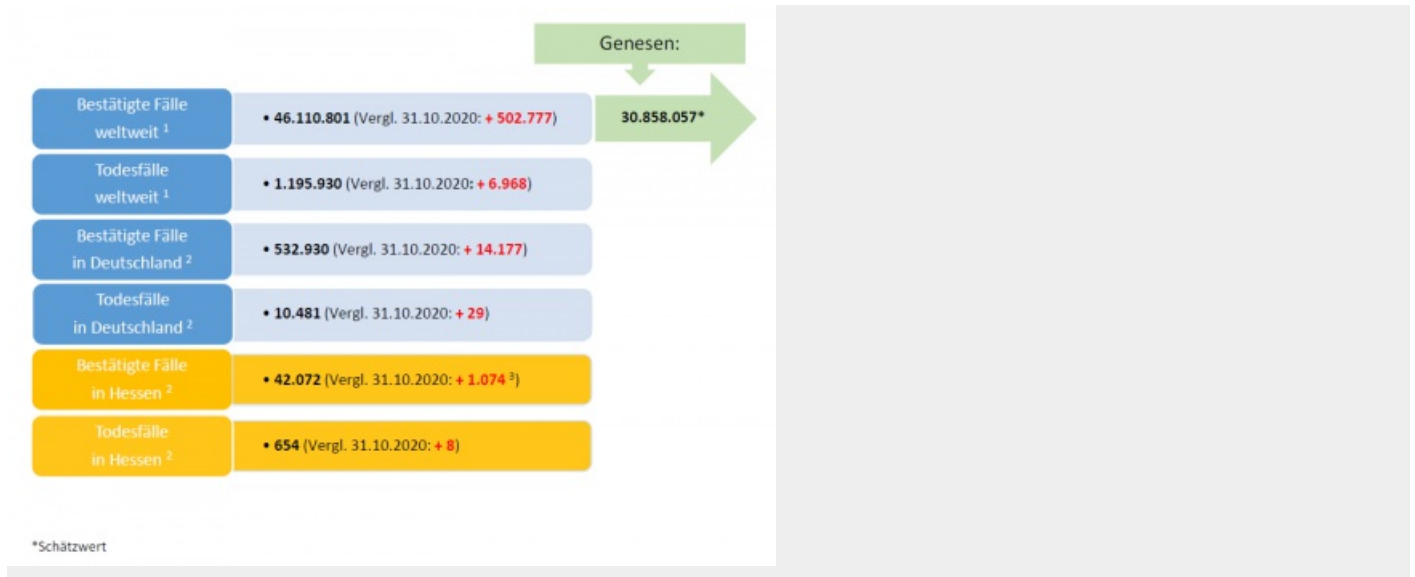 Genesen:
Bestätigte Fälle
weltweit ¹
• 46.110.801 (Vergl. 31.10.2020: + 502.777)
30.858.057*
Todesfälle
weltweit ¹
• 1.195.930 (Vergl. 31.10.2020: + 6.968)
Bestätigte Fälle
in Deutschland ²
• 532.930 (Vergl. 31.10.2020: + 14.177)
Todesfälle
in Deutschland ²
• 10.481 (Vergl. 31.10.2020: + 29)
Bestätigte Fälle
in Hessen ²
• 42.072 (Vergl. 31.10.2020: + 1.074 ³)
Todesfälle
in Hessen ²
• 654 (Vergl. 31.10.2020: + 8)
*Schätzwert